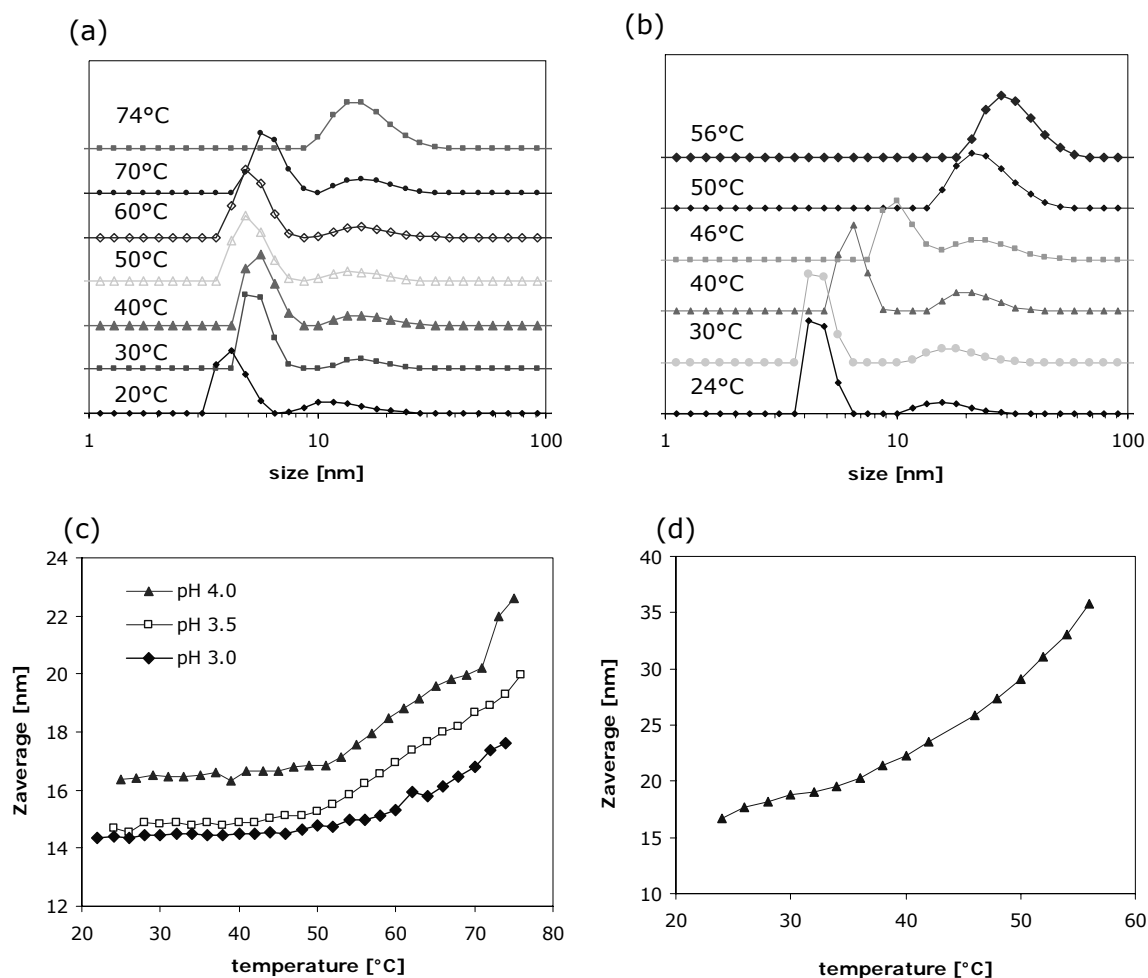 (a)
74°C
70°C
60°C
50°C
40°C
30°C
20°C
1 10 100
size [nm]
(b)
56°C
50°C
46°C
40°C
30°C
24°C
1 10 100
size [nm]
(c)
24
22
20
18
16
14
12
Zaverage [nm]
pH 4.0
pH 3.5
pH 3.0
20 30 40 50 60 70 80
temperature [°C]
(d)
40
35
30
25
20
15
10
Zaverage [nm]
20 30 40 50 60
temperature [°C]